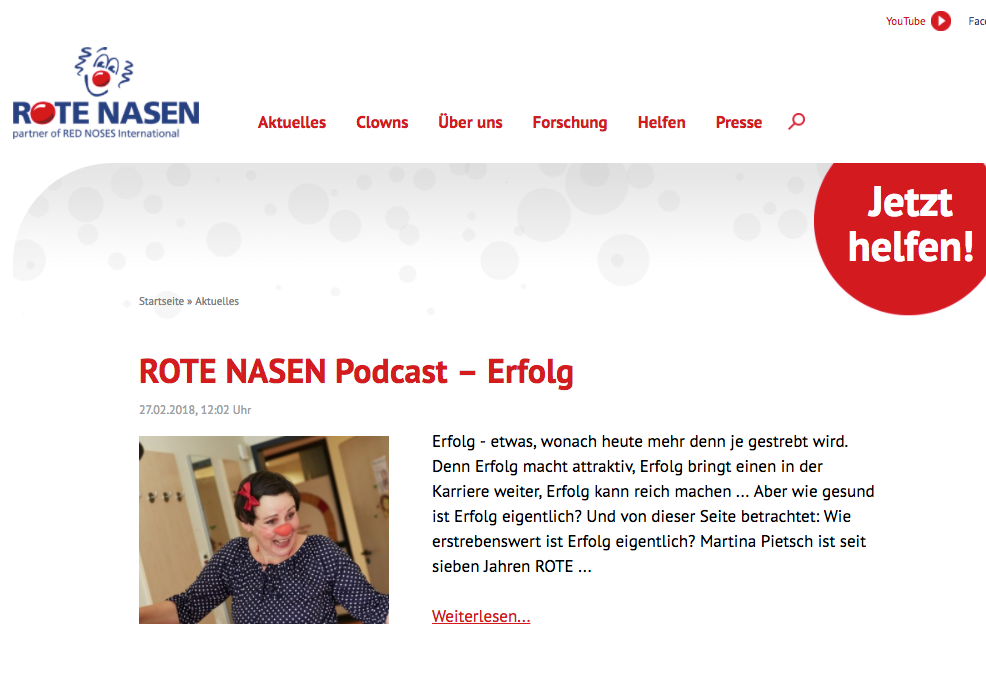 YouTube
ROTE NASEN
partner of RED NOSES International
Aktuelles Clowns Über uns Forschung Helfen Presse
Jetzt
helfen!
Startseite » Aktuelles
ROTE NASEN Podcast – Erfolg
27.02.2018, 12:02 Uhr
Erfolg - etwas, wonach heute mehr denn je gestrebt wird.
Denn Erfolg macht attraktiv, Erfolg bringt einen in der
Karriere weiter, Erfolg kann reich machen ... Aber wie gesund
ist Erfolg eigentlich? Und von dieser Seite betrachtet: Wie
erstrebenswert ist Erfolg eigentlich? Martina Pietsch ist seit
sieben Jahren ROTE ...
Weiterlesen...